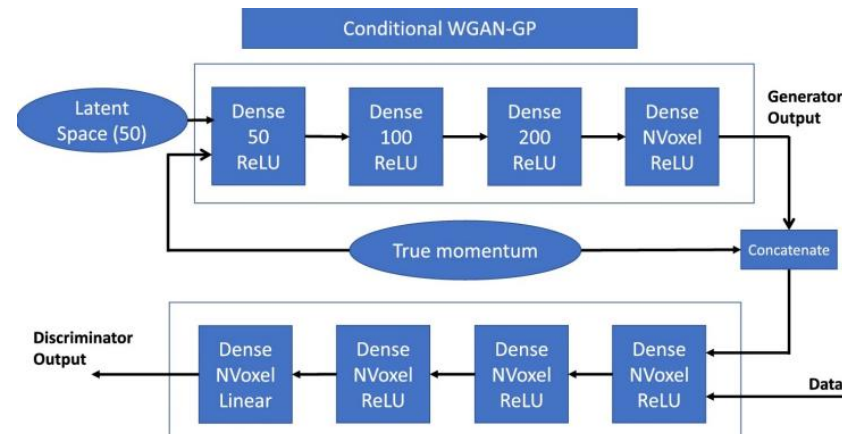 Conditional WGAN-GP
Latent
Space (50)
Dense
50
ReLU
Dense
100
ReLU
Dense
200
ReLU
Dense
NVoxel
ReLU
Generator
Output
True momentum
Concatenate
Discriminator
Output
Dense
NVoxel
Linear
Dense
NVoxel
ReLU
Dense
NVoxel
ReLU
Dense
NVoxel
ReLU
Data